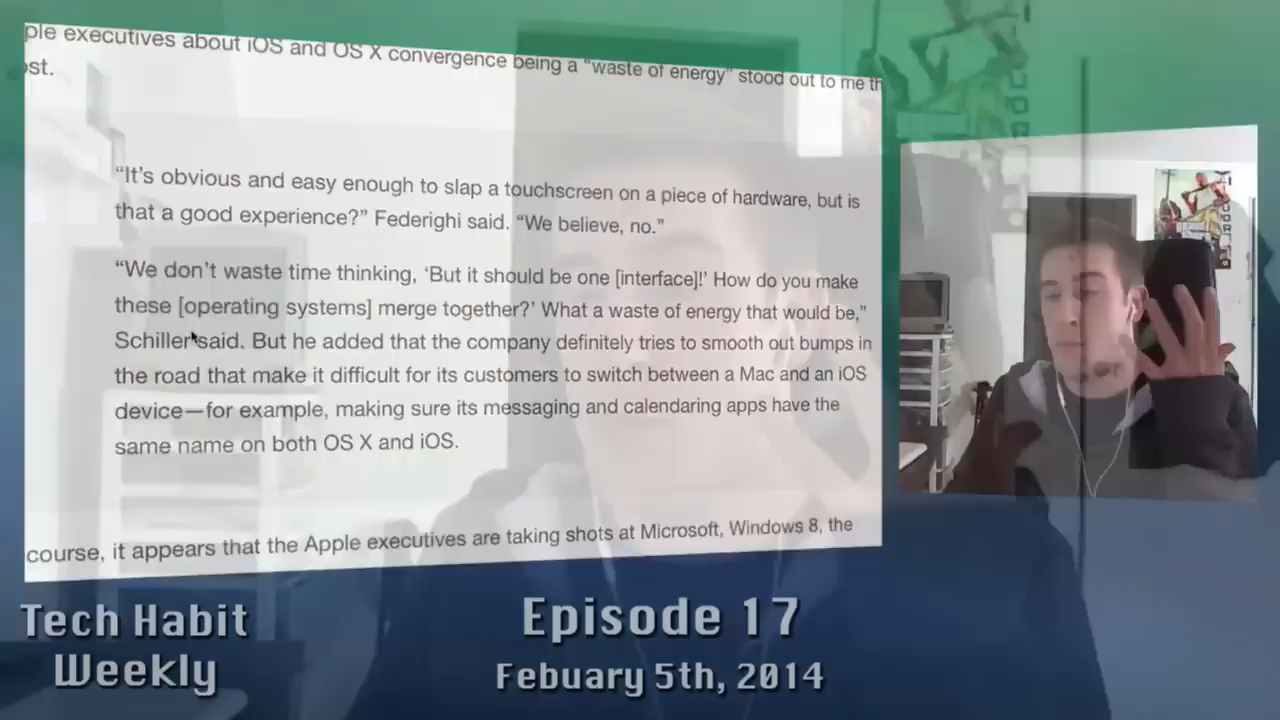 ple executives about iOS and OS X convergence being a “waste of energy” stood out to me th
ost.
“It’s obvious and easy enough to slap a touchscreen on a piece of hardware, but is
that a good experience?” Federighi said. “We believe, no.”
“We don’t waste time thinking, ‘But it should be one [interface]!’ How do you make
these [operating systems] merge together?’ What a waste of energy that would be,”
Schiller said. But he added that the company definitely tries to smooth out bumps in
the road that make it difficult for its customers to switch between a Mac and an iOS
device—for example, making sure its messaging and calendaring apps have the
same name on both OS X and iOS.
course, it appears that the Apple executives are taking shots at Microsoft, Windows 8, the
Tech Habit
Weekly
Episode 17
Febuary 5th, 2014